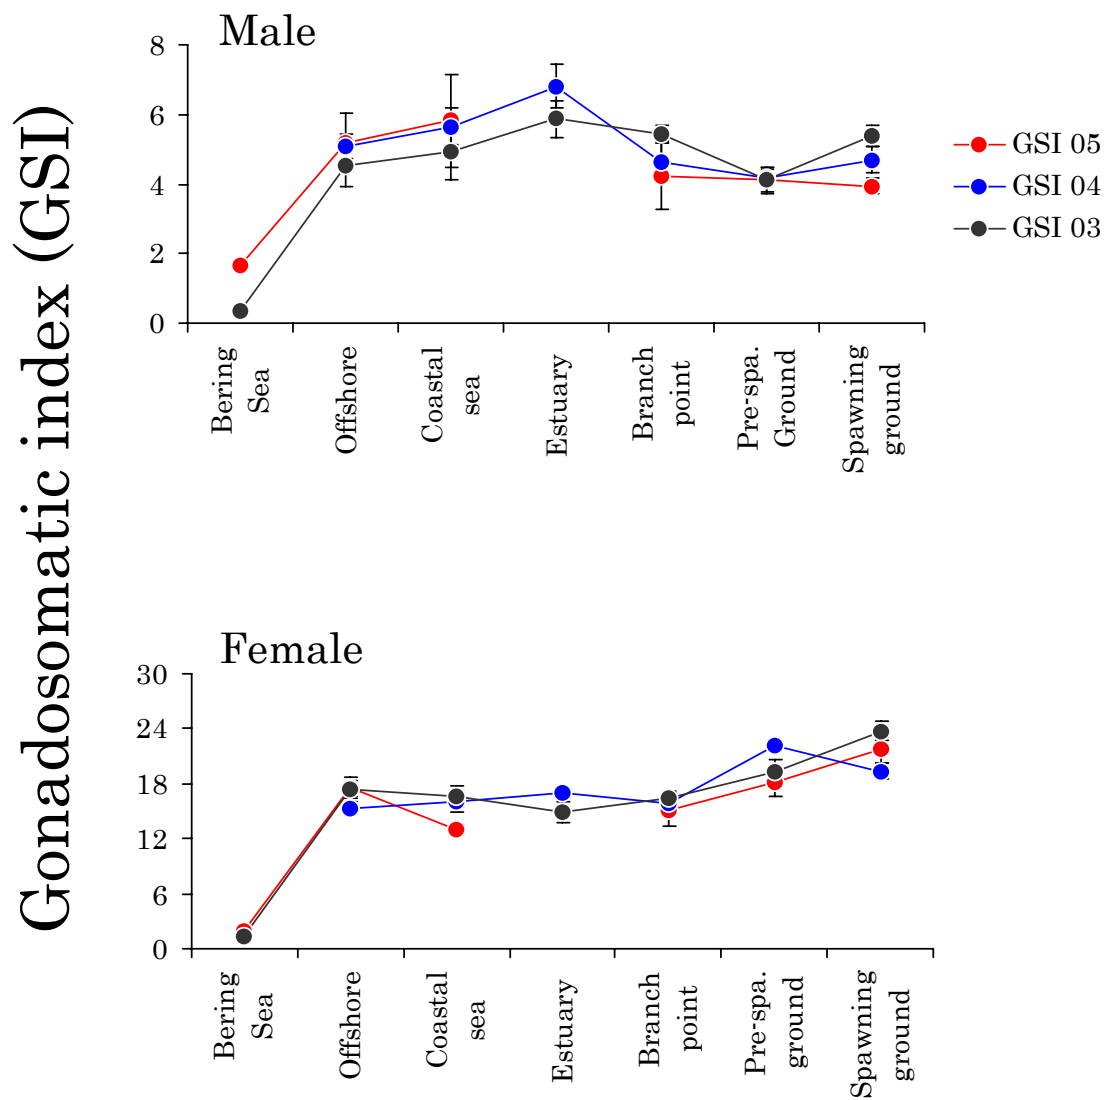 Gonadosomatic index (GSI)
Male
8
6
4
2
0
Bering
Sea
Offshore
Coastal
sea
Estuary
Branch
point
Pre-spa.
Ground
Spawning
ground
GSI 05
GSI 04
GSI 03
Female
30
24
18
12
6
0
Bering
Sea
Offshore
Coastal
sea
Estuary
Branch
point
Pre-spa.
ground
Spawning
ground